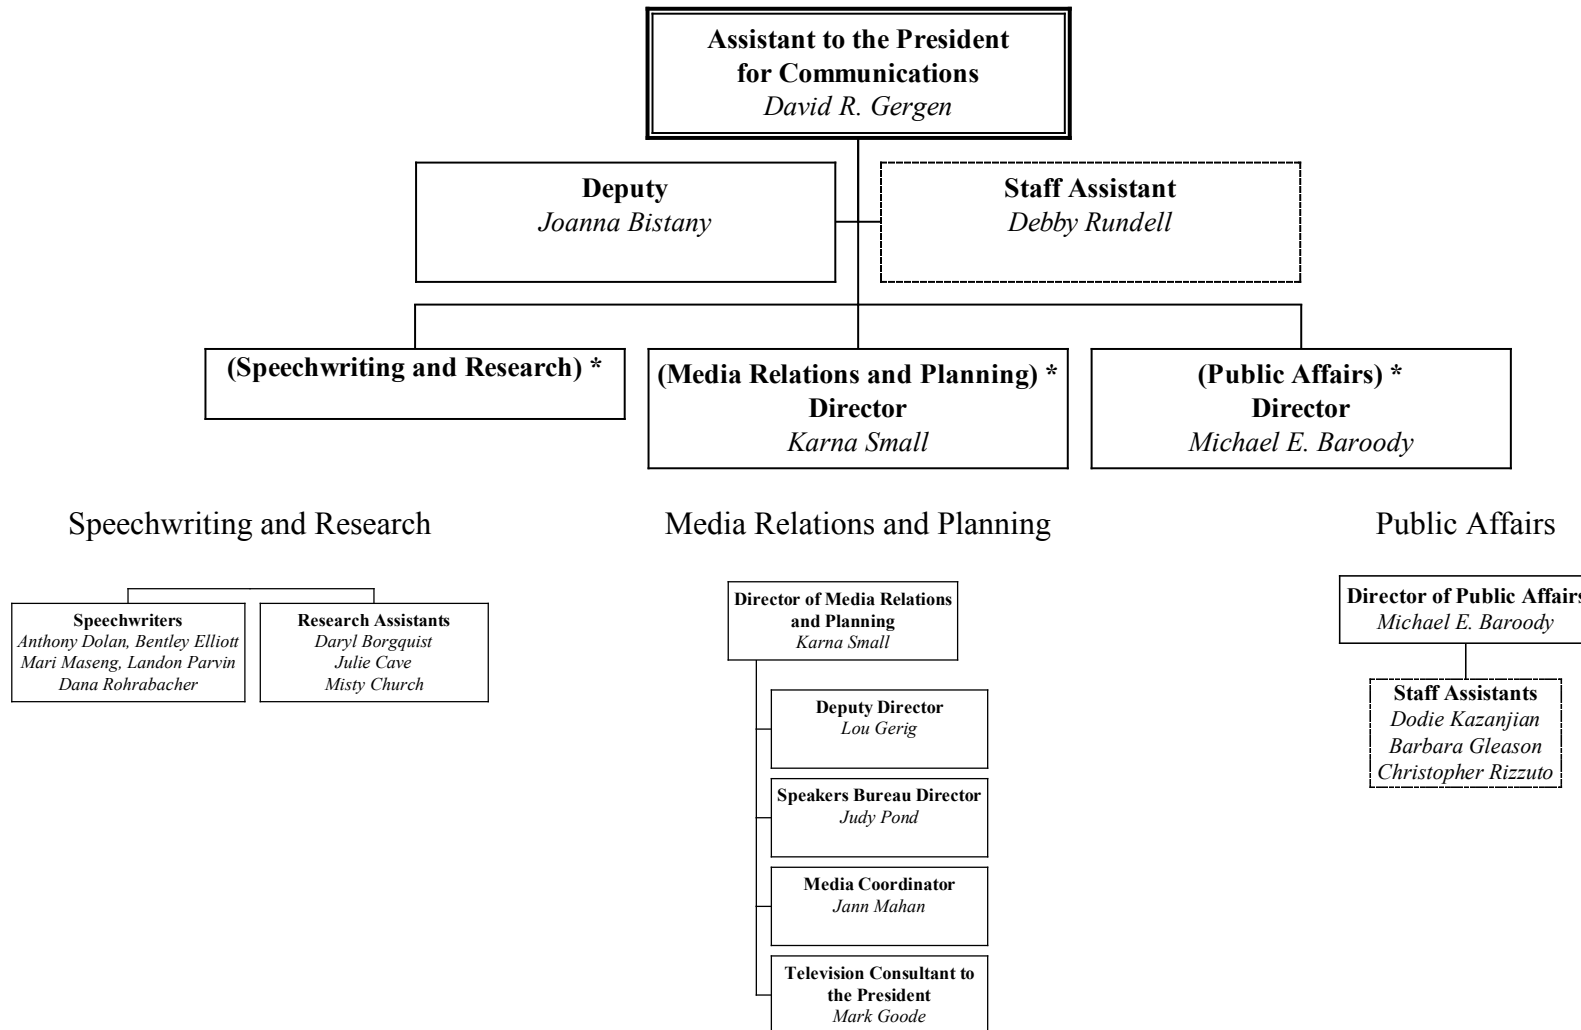 Assistant to the President
for Communications
David R. Gergen
Deputy
Joanna Bistany
Staff Assistant
Debby Rundell
(Speechwriting and Research) *
(Media Relations and Planning) *
Director
Karna Small
(Public Affairs) *
Director
Michael E. Baroody
Speechwriting and Research
Media Relations and Planning
Public Affairs
Speechwriters
Anthony Dolan, Bentley Elliott
Mari Maseng, Landon Parvin
Dana Rohrabacher
Research Assistants
Daryl Borgquist
Julie Cave
Misty Church
Director of Media Relations
and Planning
Karna Small
Deputy Director
Lou Gerig
Speakers Bureau Director
Judy Pond
Media Coordinator
Jann Mahan
Television Consultant to
the President
Mark Goode
Director of Public Affairs
Michael E. Baroody
Staff Assistants
Dodie Kazanjian
Barbara Gleason
Christopher Rizzuto